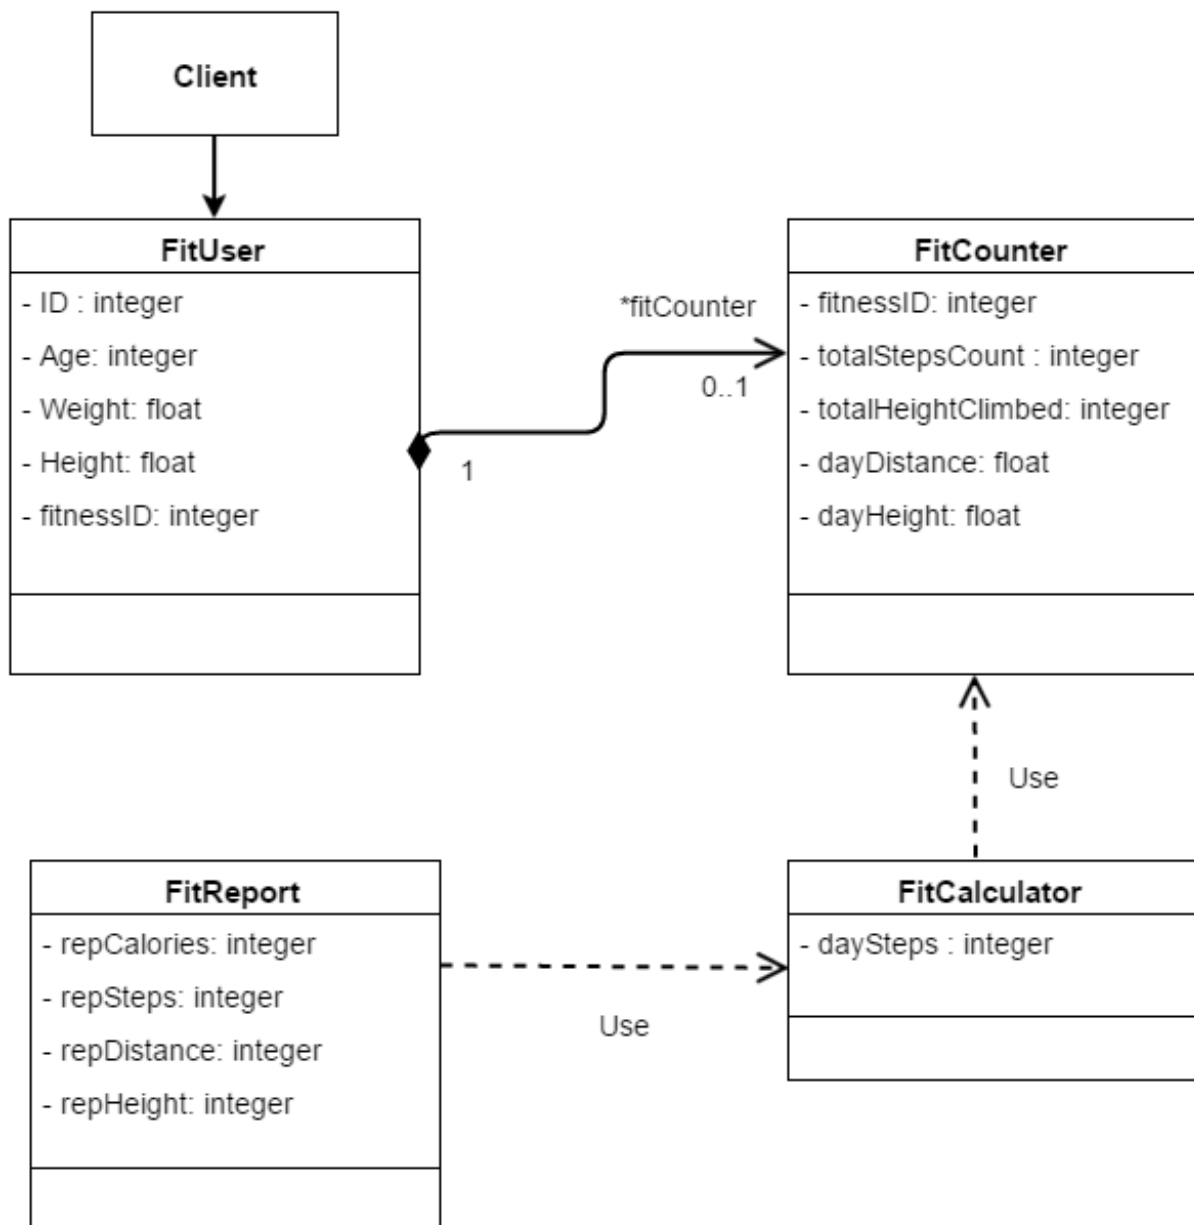 Client
FitUser
- ID : integer
- Age: integer
- Weight: float
- Height: float
- fitnessID: integer
*fitCounter
0..1
1
FitCounter
- fitnessID: integer
- totalStepsCount : integer
- totalHeightClimbed: integer
- dayDistance: float
- dayHeight: float
Use
FitReport
- repCalories: integer
- repSteps: integer
- repDistance: integer
- repHeight: integer
Use
FitCalculator
- daySteps : integer